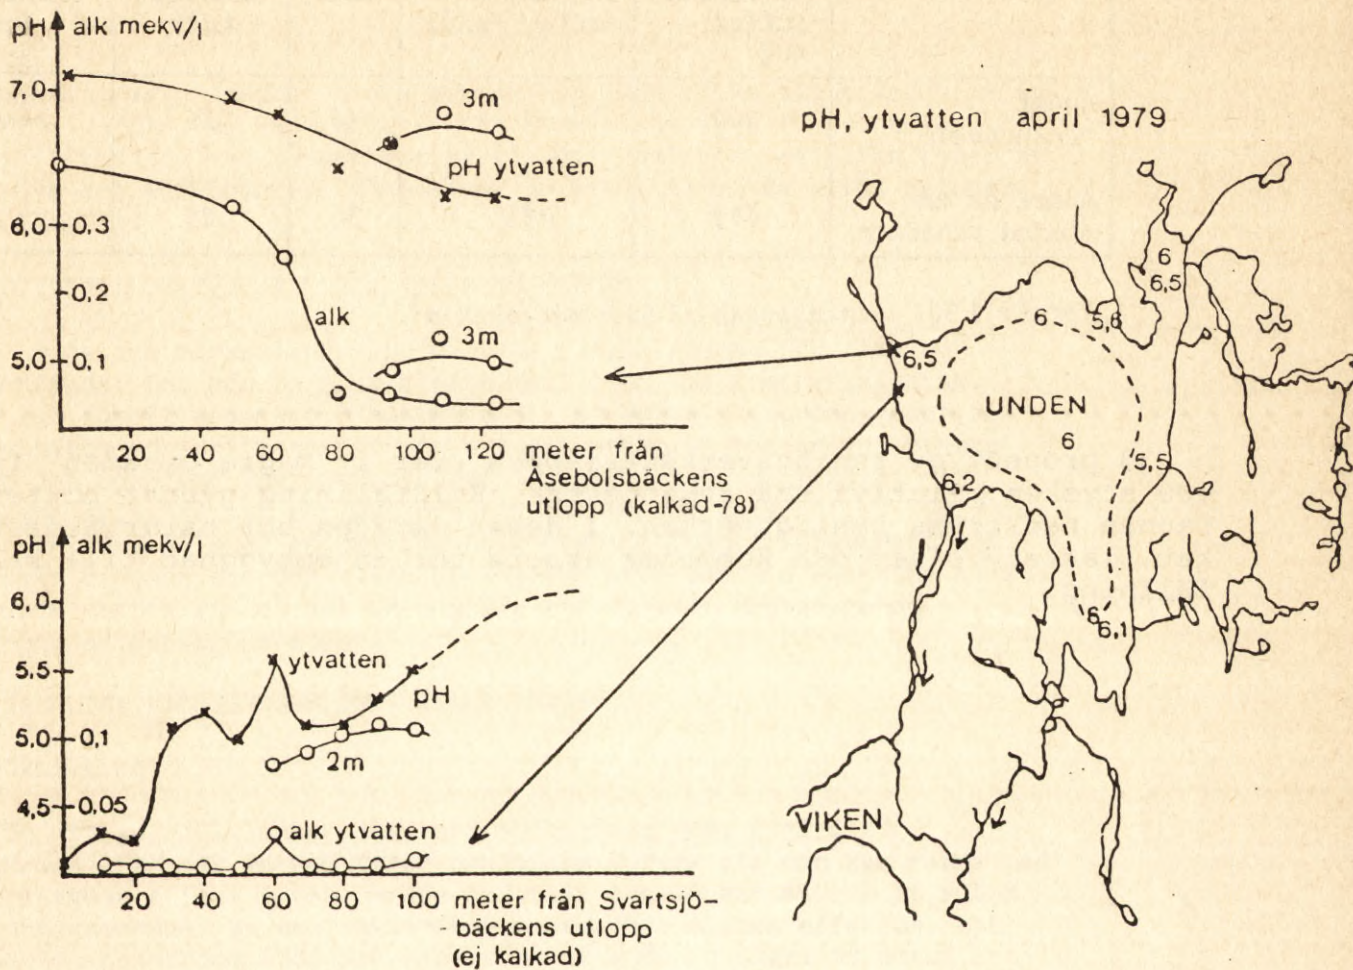 pH alk mekv/l
7,0
3m
pH ytvatten
6,0 0.3
0.2
alk
3m
5,0 0.1
20 40 60 80 100 120 meter från
Åsebolsbäckens
utlopp (kalkad-78)
pH alk mekv/l
6,0
5,5
ytvatten
pH
5,0 0,1
2m
4,5 0.05
alk ytvatten
20 40 60 80 100 meter från Svartsjö-
bäckens utlopp
(ej kalkad)
pH, ytvatten april 1979
6
6,5
6
5,6
6,5
UNDEN
6
5,5
6,2
6
6,1
VIKEN